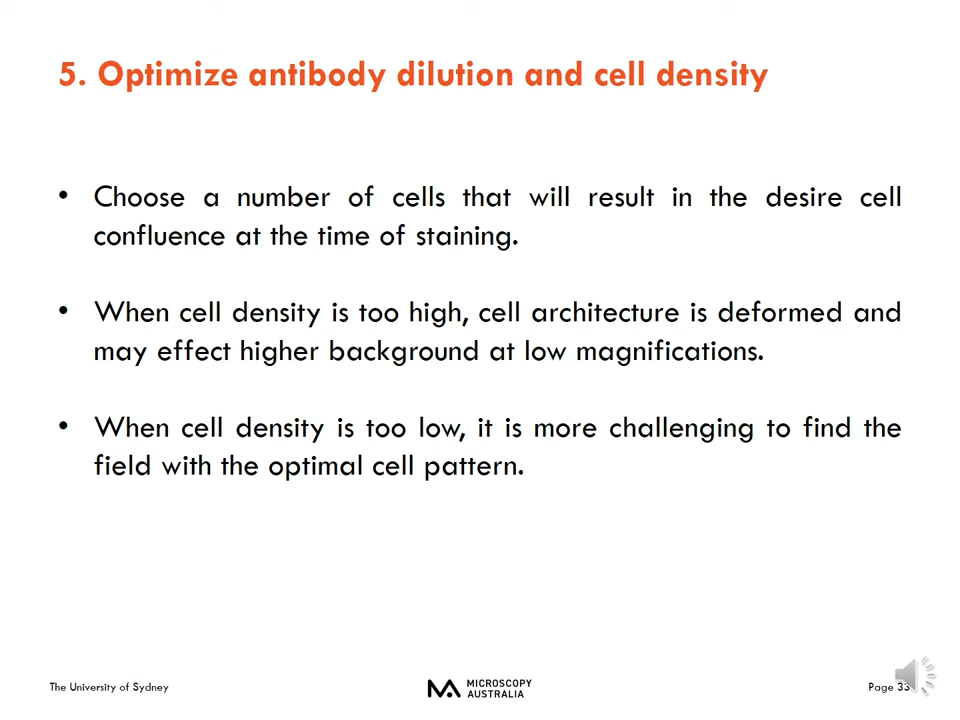 5. Optimize antibody dilution and cell density
• Choose a number of cells that will result in the desire cell
confluence at the time of staining.
• When cell density is too high, cell architecture is deformed and
may effect higher background at low magnifications.
• When cell density is too low, it is more challenging to find the
field with the optimal cell pattern.
The University of Sydney
MICROSCOPY
AUSTRALIA
Page 33